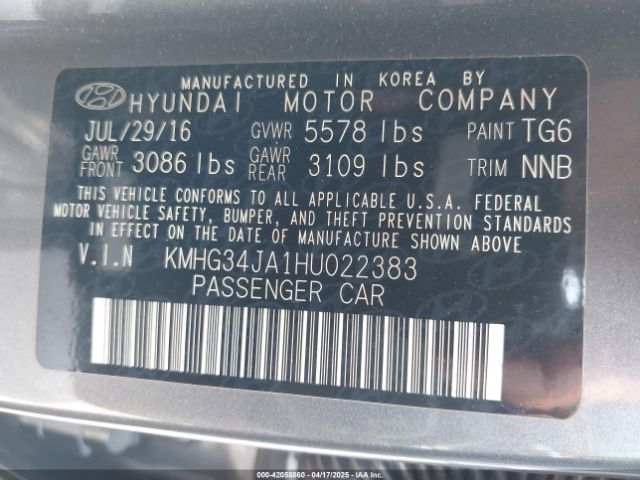 MANUFACTURED IN KOREA BY
HYUNDAI MOTOR COMPANY
JUL/29/16 GVWR 5578 lbs PAINT TG6
GAWR FRONT 3086 lbs GAWR REAR 3109 lbs TRIM NNB
THIS VEHICLE CONFORMS TO ALL APPLICABLE U.S.A. FEDERAL
MOTOR VEHICLE SAFETY, BUMPER, AND THEFT PREVENTION STANDARDS
IN EFFECT ON THE DATE OF MANUFACTURE SHOWN ABOVE
V.I.N KMHG34JA1HU022383
PASSENGER CAR
000-42058860 - 04/17/2025 - IAAI.COM